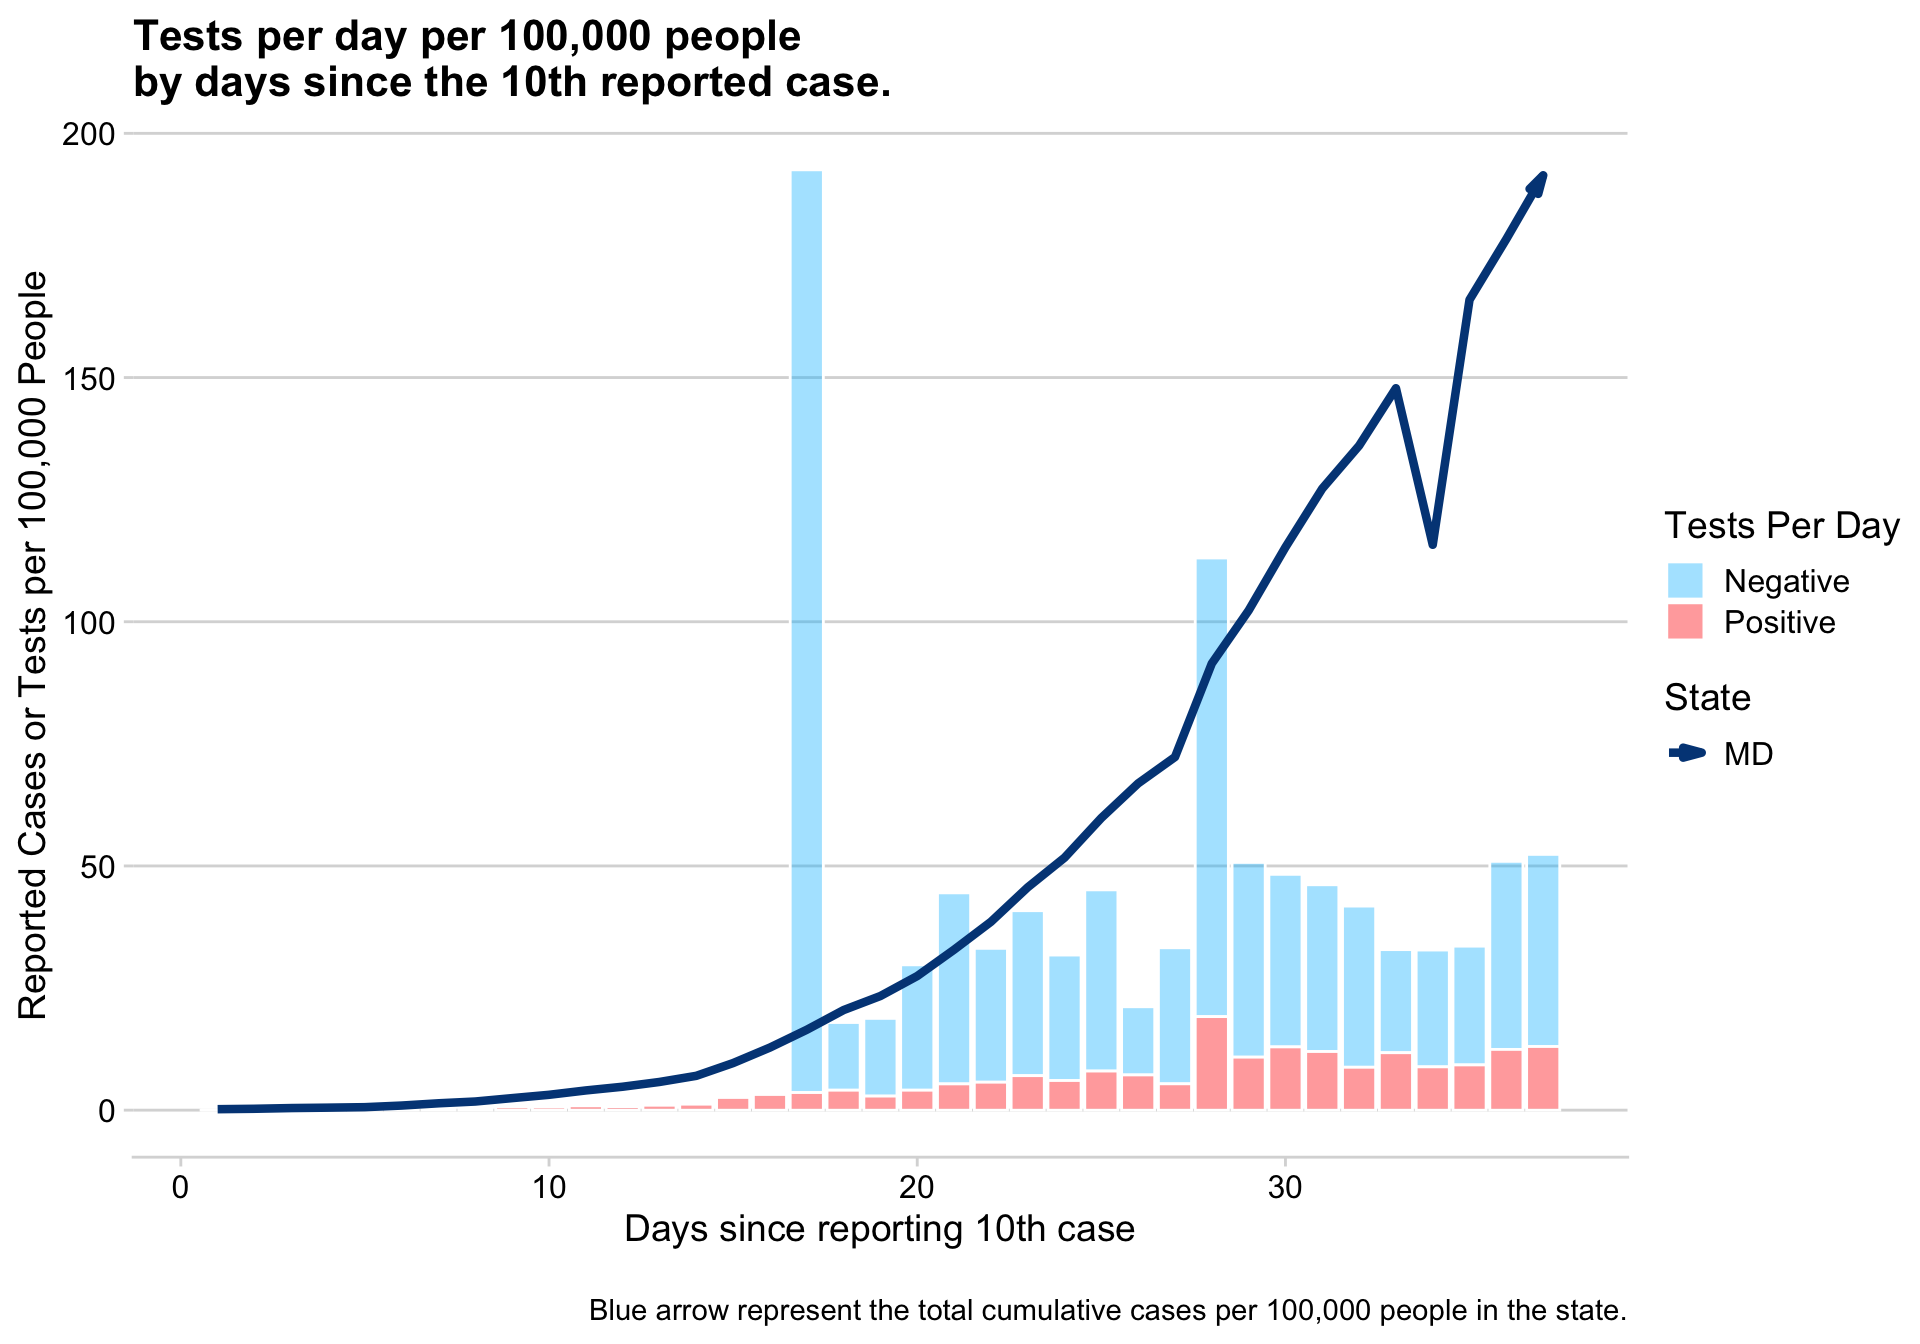 Tests per day per 100,000 people
by days since the 10th reported case.
Reported Cases or Tests per 100,000 People
200
150
100
50
0
0 10 20 30
Days since reporting 10th case
Tests Per Day
Negative
Positive
State
MD
Blue arrow represent the total cumulative cases per 100,000 people in the state.